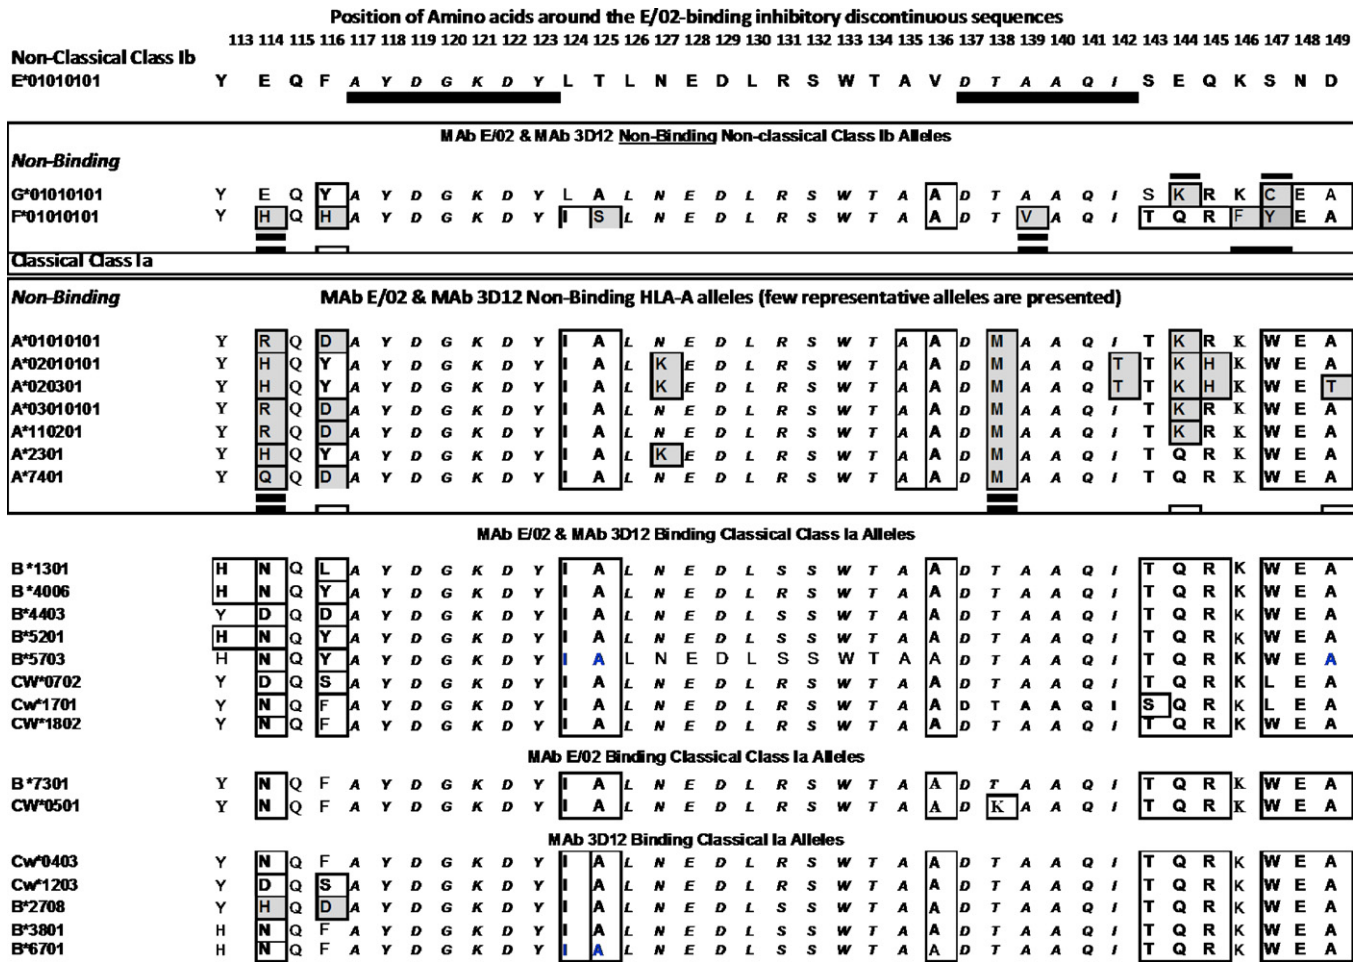 Position of Amino acids around the E/02-binding inhibitory discontinuous sequences
113 114 115 116 117 118 119 120 121 122 123 124 125 126 127 128 129 130 131 132 133 134 135 136 137 138 139 140 141 142 143 144 145 146 147 148 149
Non-Classical Class Ib
E*01010101 Y E Q F A Y D G K D Y L T L N E D L R S W T A V D T A A Q I S E Q K S N D
MAb E/02 & MAb 3D12 Non-Binding Non-classical Class Ib Alleles
Non-Binding
G*01010101 Y E Q Y A Y D G K D Y L A L N E D L R S W T A A D T A A Q I S K R K C E A
F*01010101 Y H Q H A Y D G K D Y I S L N E D L R S W T A A D T V A Q I T Q R F Y E A
Classical Class Ia
Non-Binding MAb E/02 & MAb 3D12 Non-Binding HLA-A alleles (few representative alleles are presented)
A*01010101 Y R Q D A Y D G K D Y I A L N E D L R S W T A A D M A A Q I T K R K W E A
A*02010101 Y H Q Y A Y D G K D Y I A L K E D L R S W T A A D M A A Q T T K H K W E A
A*020301 Y H Q Y A Y D G K D Y I A L K E D L R S W T A A D M A A Q T T K H K W E T
A*03010101 Y R Q D A Y D G K D Y I A L N E D L R S W T A A D M A A Q I T K R K W E A
A*110201 Y R Q D A Y D G K D Y I A L N E D L R S W T A A D M A A Q I T K R K W E A
A*2301 Y H Q Y A Y D G K D Y I A L K E D L R S W T A A D M A A Q I T Q R K W E A
A*7401 Y Q Q D A Y D G K D Y I A L N E D L R S W T A A D M A A Q I T Q R K W E A
MAb E/02 & MAb 3D12 Binding Classical Class Ia Alleles
B*1301 H N Q L A Y D G K D Y I A L N E D L S S W T A A D T A A Q I T Q R K W E A
B*4006 H N Q Y A Y D G K D Y I A L N E D L S S W T A A D T A A Q I T Q R K W E A
B*4403 Y D Q D A Y D G K D Y I A L N E D L S S W T A A D T A A Q I T Q R K W E A
B*5201 H N Q Y A Y D G K D Y I A L N E D L S S W T A A D T A A Q I T Q R K W E A
B*5703 H N Q Y A Y D G K D Y I A L N E D L S S W T A A D T A A Q I T Q R K W E A
CW*0702 Y D Q S A Y D G K D Y I A L N E D L R S W T A A D T A A Q I T Q R K L E A
Cw*1701 Y N Q F A Y D G K D Y I A L N E D L R S W T A A D T A A Q I S Q R K L E A
CW*1802 Y N Q F A Y D G K D Y I A L N E D L R S W T A A D T A A Q I T Q R K W E A
MAb E/02 Binding Classical Class Ia Alleles
B*7301 Y N Q F A Y D G K D Y I A L N E D L R S W T A A D T A A Q I T Q R K W E A
CW*0501 Y N Q F A Y D G K D Y I A L N E D L R S W T A A D K A A Q I T Q R K W E A
MAb 3D12 Binding Classical Ia Alleles
Cw*0403 Y N Q F A Y D G K D Y I A L N E D L R S W T A A D T A A Q I T Q R K W E A
Cw*1203 Y D Q S A Y D G K D Y I A L N E D L R S W T A A D T A A Q I T Q R K W E A
B*2708 Y H Q D A Y D G K D Y I A L N E D L S S W T A A D T A A Q I T Q R K W E A
B*3801 H N Q F A Y D G K D Y I A L N E D L S S W T A A D T A A Q I T Q R K W E A
B*6701 H N Q F A Y D G K D Y I A L N E D L S S W T A A D T A A Q I T Q R K W E A